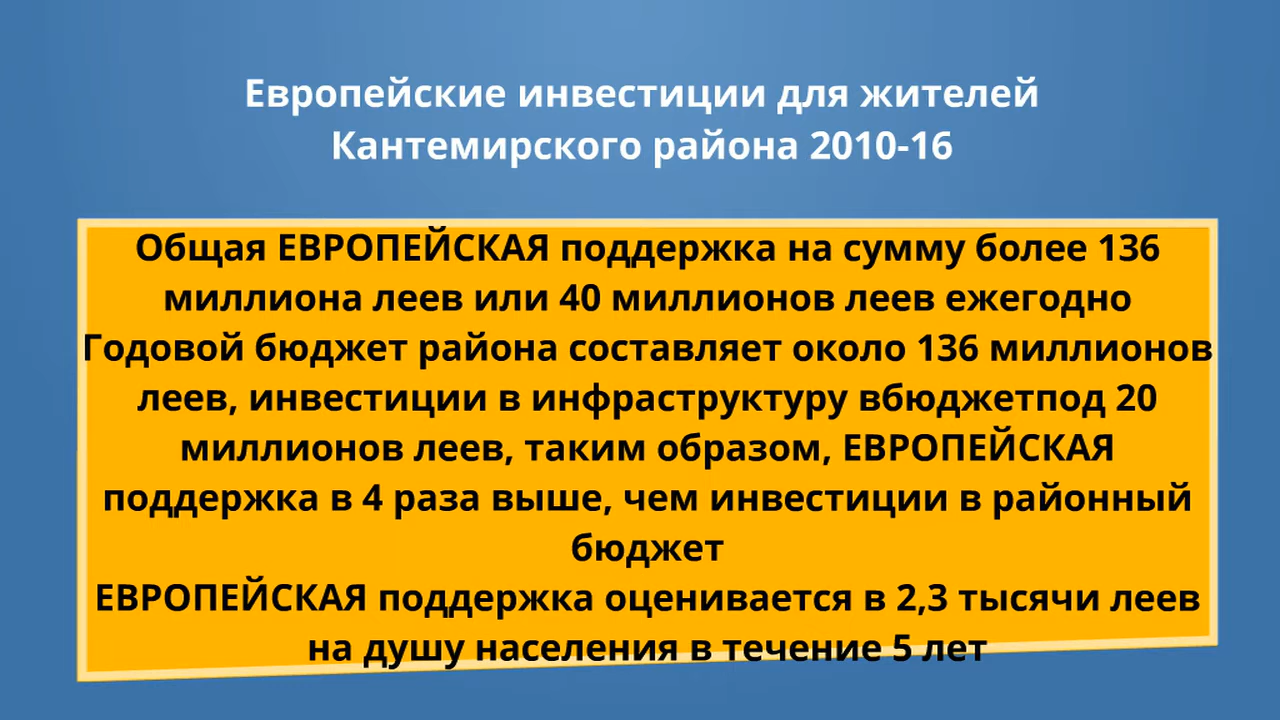 Европейские инвестиции для жителей
Кантемирского района 2010-16
Общая ЕВРОПЕЙСКАЯ поддержка на сумму более 136
миллиона леев или 40 миллионов леев ежегодно
Годовой бюджет района составляет около 136 миллионов
леев, инвестиции в инфраструктуру вбюджетпод 20
миллионов леев, таким образом, ЕВРОПЕЙСКАЯ
поддержка в 4 раза выше, чем инвестиции в районный
бюджет
ЕВРОПЕЙСКАЯ поддержка оценивается в 2,3 тысячи леев
на душу населения в течение 5 лет